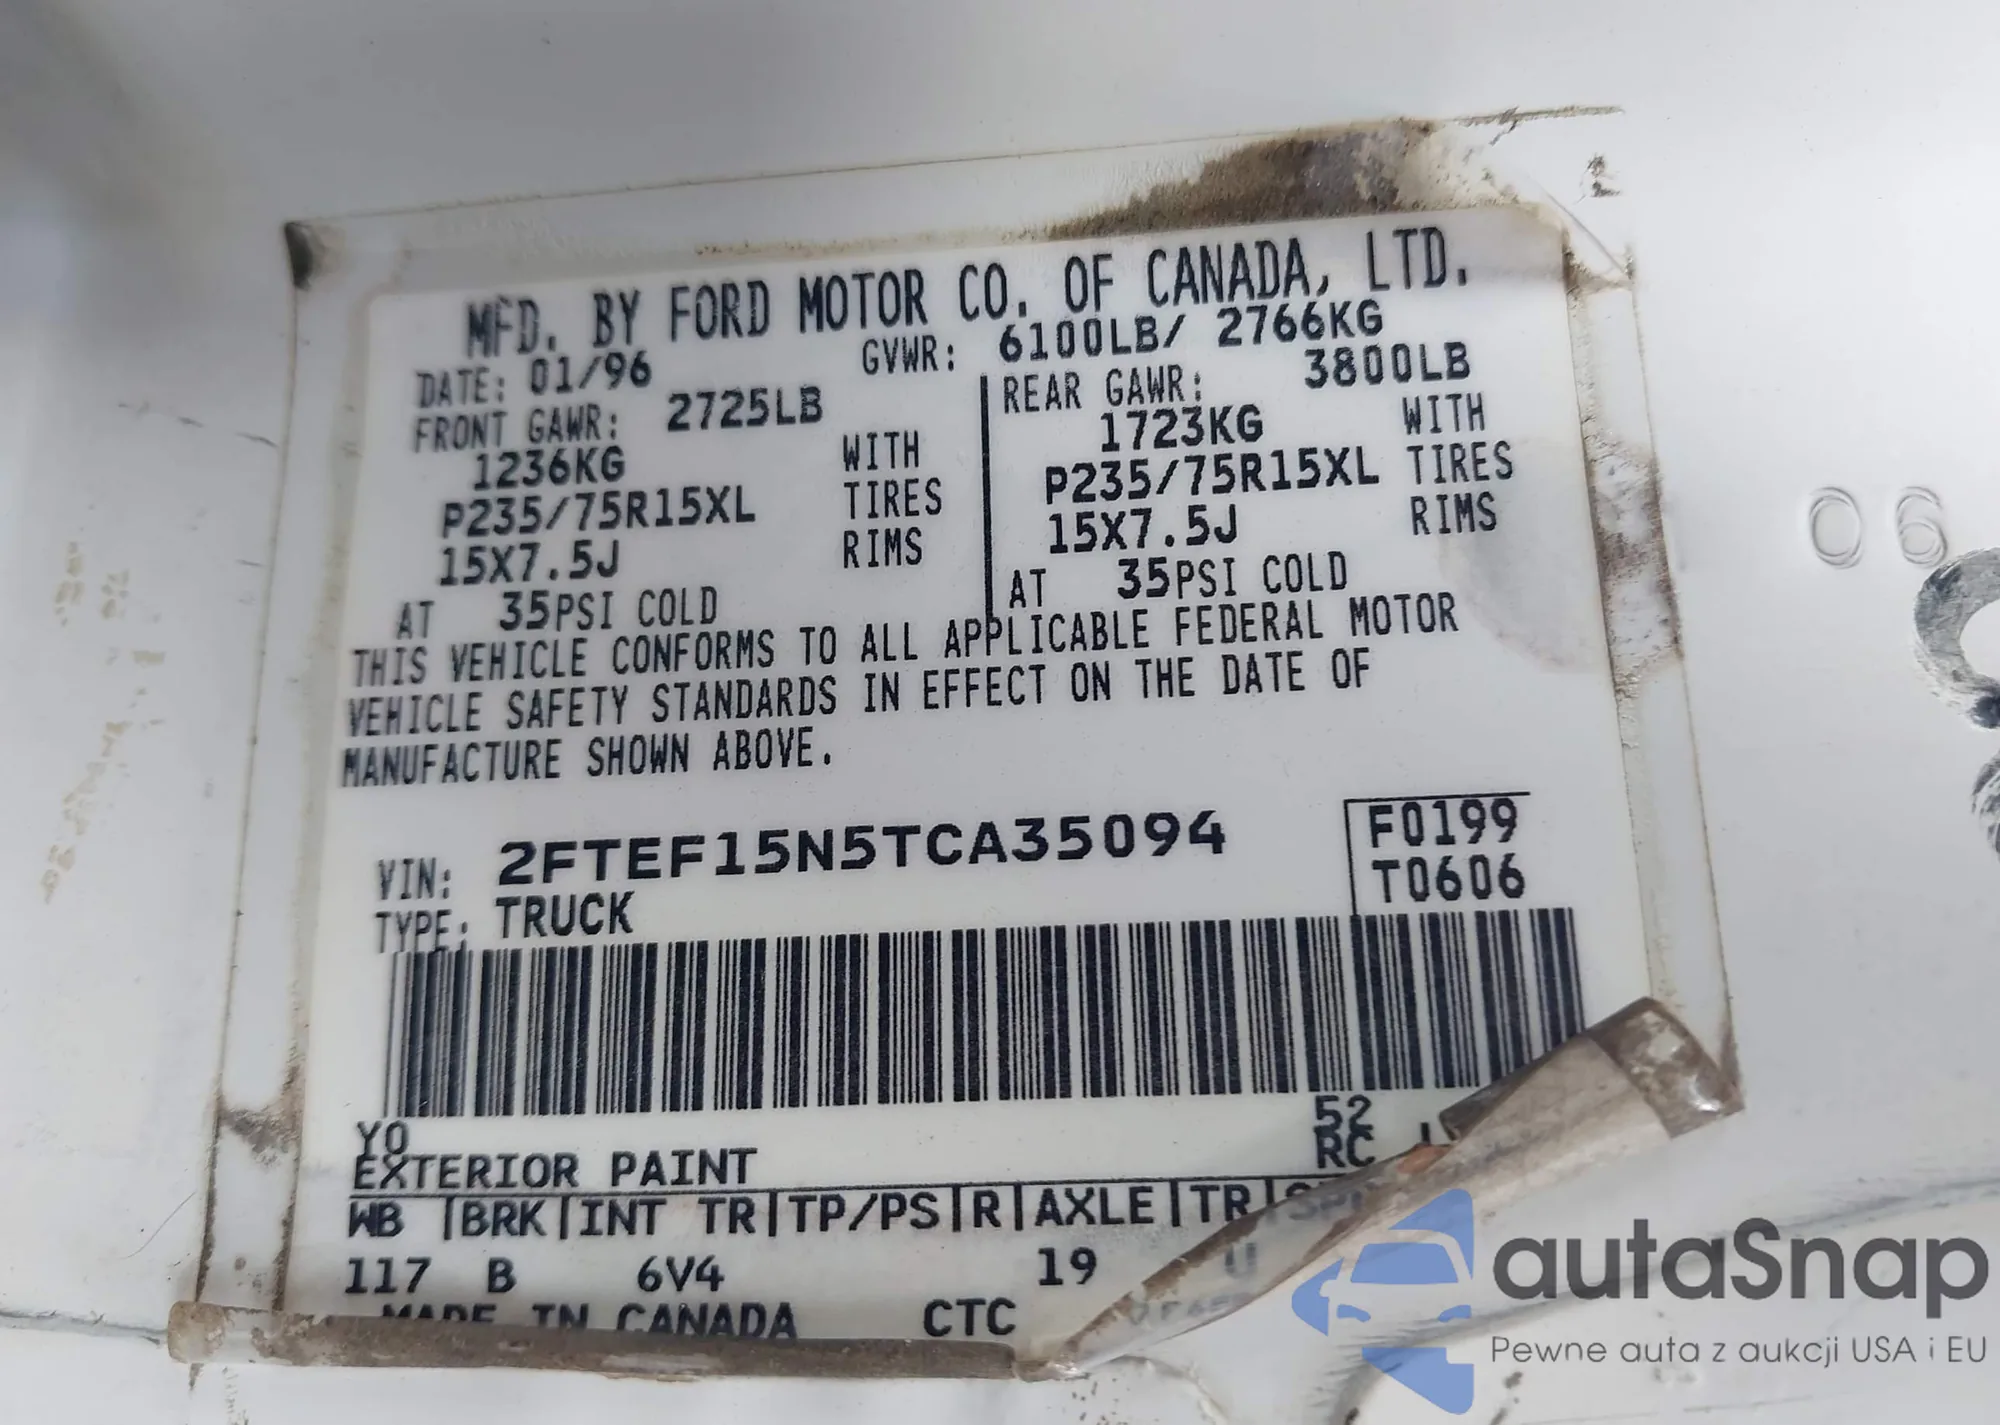 MFD. BY FORD MOTOR CO. OF CANADA, LTD.
DATE: 01/96 GVWR: 6100LB/ 2766KG
FRONT GAWR: 2725LB
1236KG WITH
P235/75R15XL TIRES
15X7.5J RIMS
AT 35PSI COLD
REAR GAWR: 3800LB
1723KG WITH
P235/75R15XL TIRES
15X7.5J RIMS
AT 35PSI COLD
THIS VEHICLE CONFORMS TO ALL APPLICABLE FEDERAL MOTOR
VEHICLE SAFETY STANDARDS IN EFFECT ON THE DATE OF
MANUFACTURE SHOWN ABOVE.
VIN: 2FTEF15N5TCA35094
TYPE: TRUCK
F0199
T0606
YO 52
EXTERIOR PAINT RC
WB |BRK|INT TR|TP/PS|R|AXLE|TR|
117 B 6V4 19 U
MADE IN CANADA CTC
06
autaSnap
Pewne auta z aukcji USA i EU